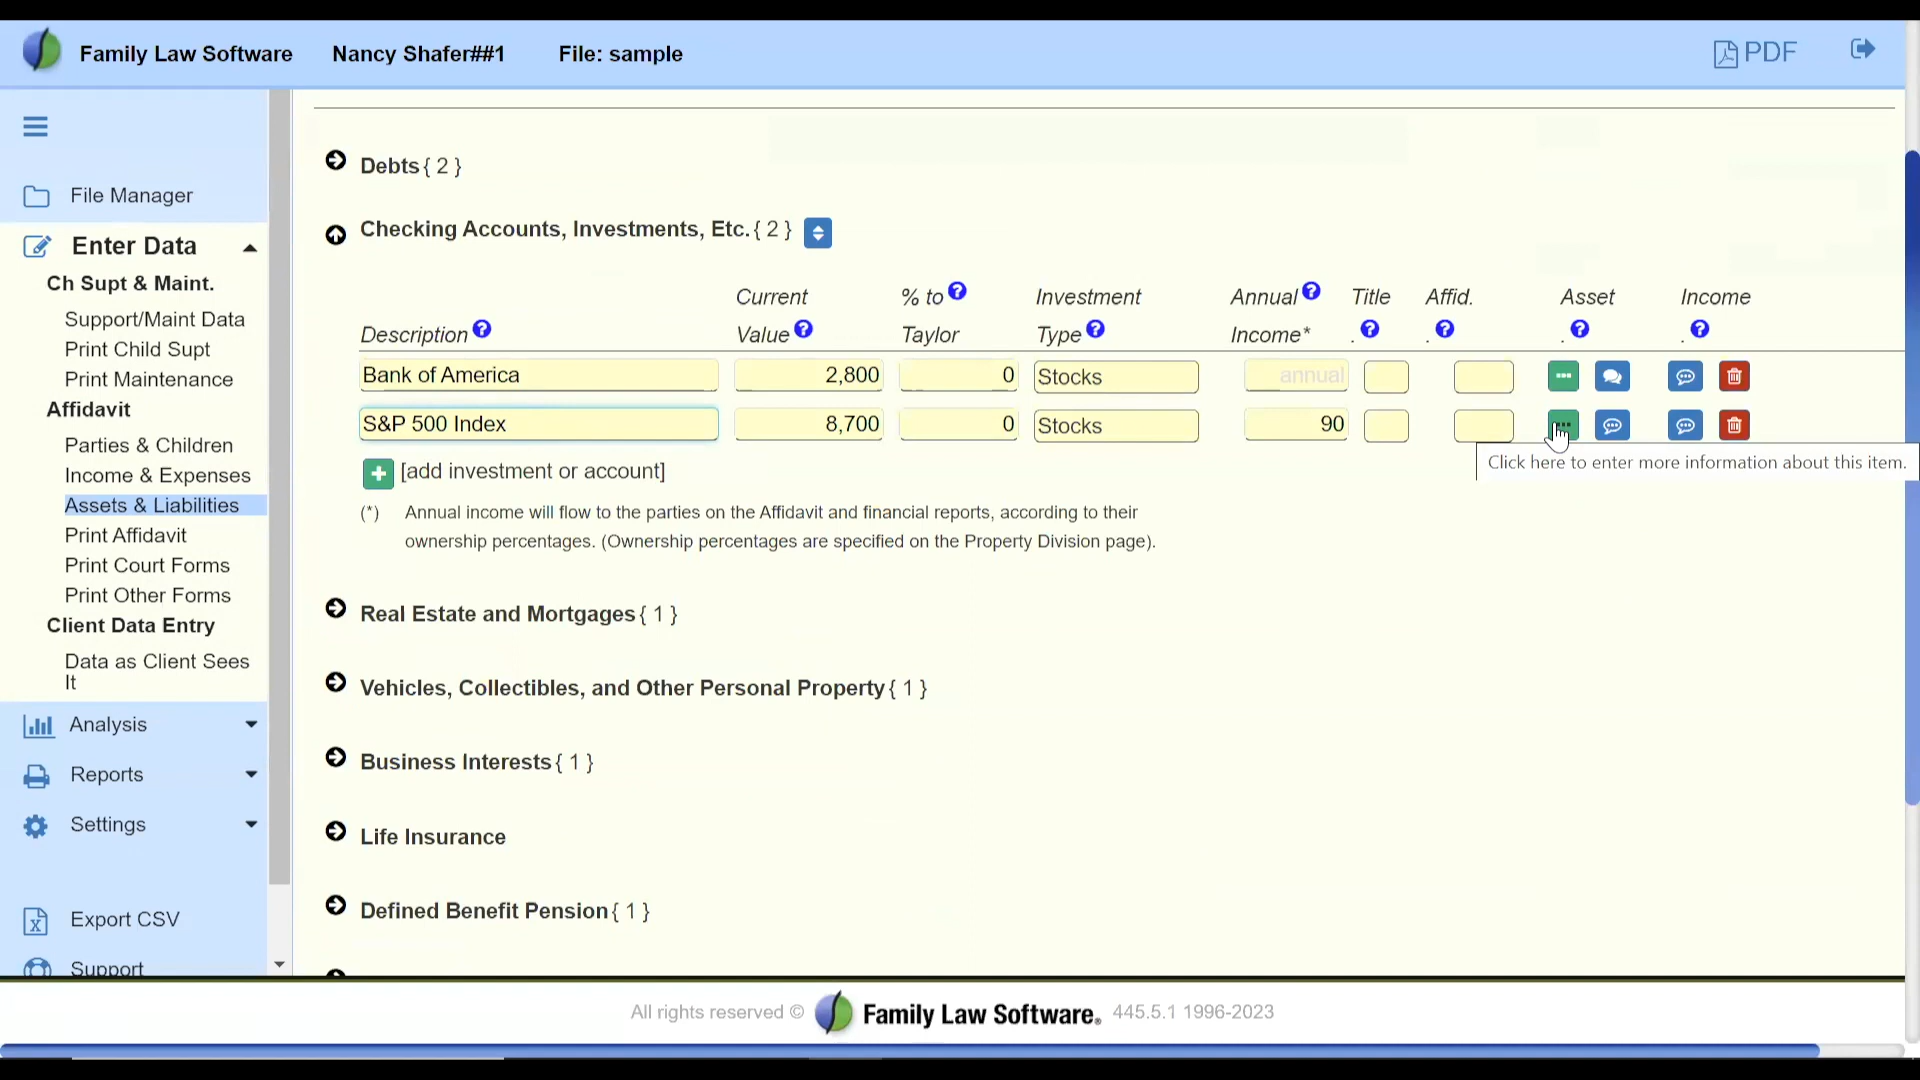 Family Law Software
Nancy Shafer##1
File: sample
PDF
File Manager
Enter Data
Ch Supt & Maint.
Support/Maint Data
Print Child Supt
Print Maintenance
Affidavit
Parties & Children
Income & Expenses
Assets & Liabilities
Print Affidavit
Print Court Forms
Print Other Forms
Client Data Entry
Data as Client Sees
It
Analysis
Reports
Settings
Export CSV
Support
Debts { 2 }
Checking Accounts, Investments, Etc. { 2 }
Current % to ? Investment Annual ? Title Affid. Asset Income
Description ? Value ? Taylor Type ? Income* . ? . ? . ? . ?
Bank of America 2,800 0 Stocks annual
S&P 500 Index 8,700 0 Stocks 90
Click here to enter more information about this item.
+ [add investment or account]
(*) Annual income will flow to the parties on the Affidavit and financial reports, according to their
ownership percentages. (Ownership percentages are specified on the Property Division page).
Real Estate and Mortgages { 1 }
Vehicles, Collectibles, and Other Personal Property { 1 }
Business Interests { 1 }
Life Insurance
Defined Benefit Pension { 1 }
All rights reserved © Family Law Software® 445.5.1 1996-2023